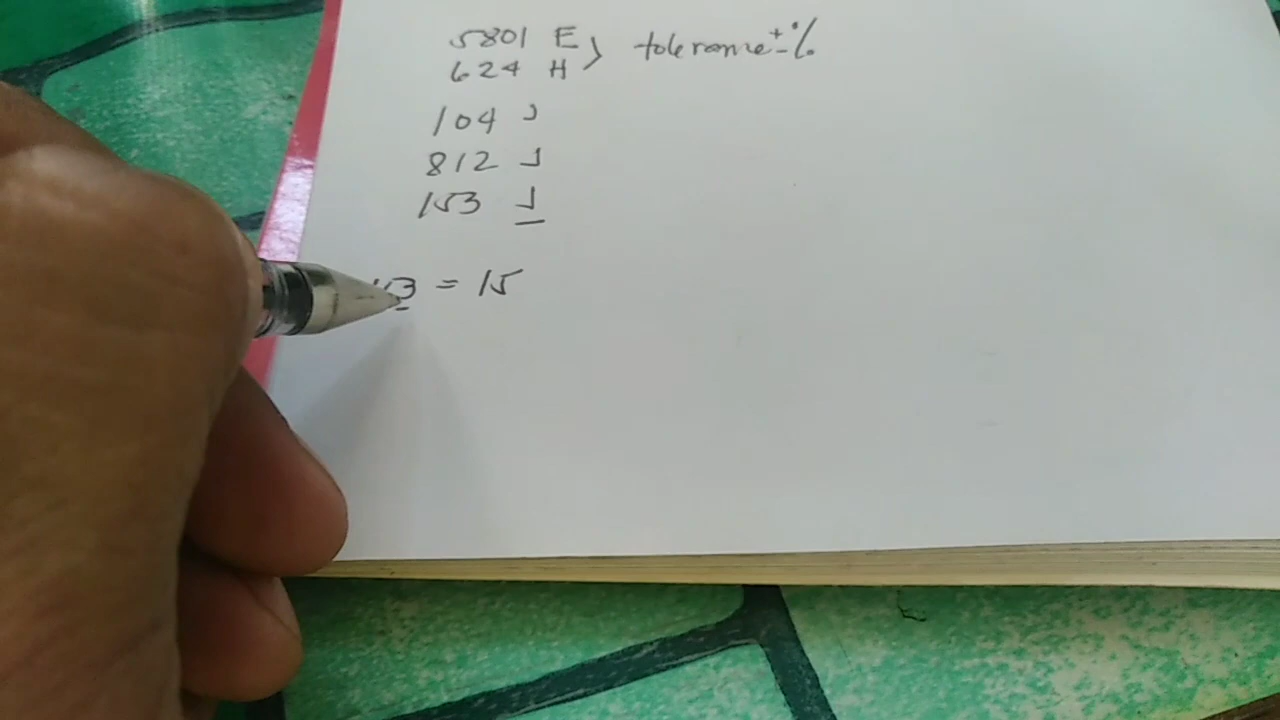 5801 E
624 H } tolerance ± %
104 J
812 J
153 J
= 15